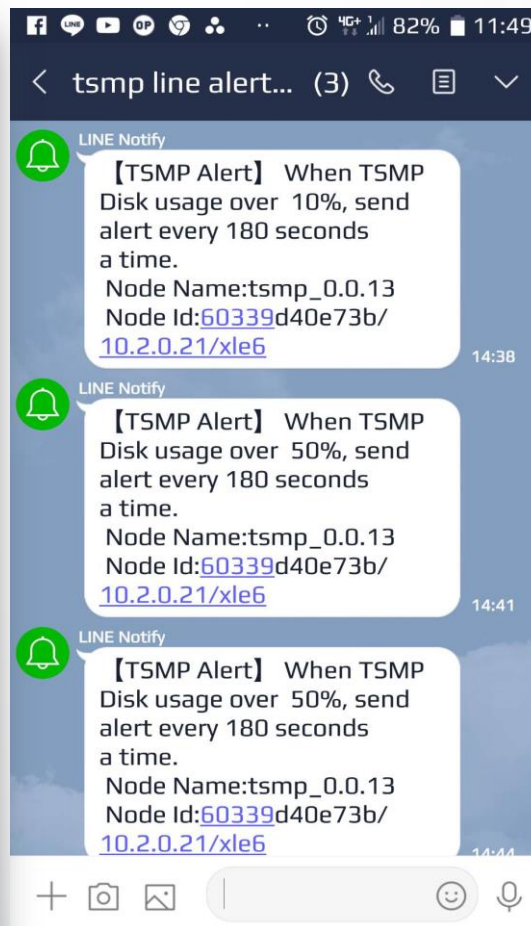 f LINE OP 4G+ 82% 11:49
tsmp line alert... (3)
LINE Notify
【TSMP Alert】 When TSMP
Disk usage over 10%, send
alert every 180 seconds
a time.
Node Name:tsmp_0.0.13
Node Id:60339d40e73b/
10.2.0.21/xle6
14:38
LINE Notify
【TSMP Alert】 When TSMP
Disk usage over 50%, send
alert every 180 seconds
a time.
Node Name:tsmp_0.0.13
Node Id:60339d40e73b/
10.2.0.21/xle6
14:41
LINE Notify
【TSMP Alert】 When TSMP
Disk usage over 50%, send
alert every 180 seconds
a time.
Node Name:tsmp_0.0.13
Node Id:60339d40e73b/
10.2.0.21/xle6
14:44